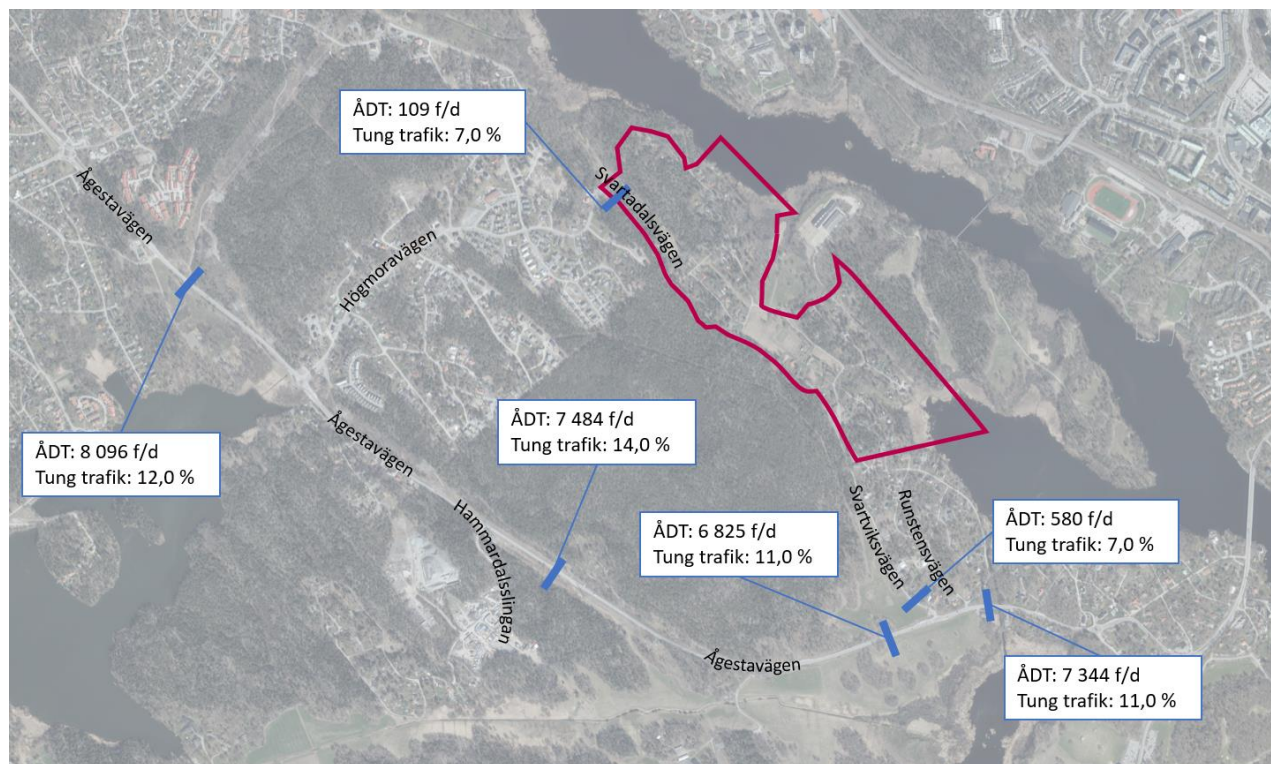 ÅDT: 109 f/d
Tung trafik: 7,0 %
Svartadalsvägen
Ågestavägen
Högmoravägen
ÅDT: 8 096 f/d
Tung trafik: 12,0 %
Ågestavägen
ÅDT: 7 484 f/d
Tung trafik: 14,0 %
Hammardalsslingan
Svartviksvägen
Runstensvägen
ÅDT: 6 825 f/d
Tung trafik: 11,0 %
ÅDT: 580 f/d
Tung trafik: 7,0 %
Ågestavägen
ÅDT: 7 344 f/d
Tung trafik: 11,0 %